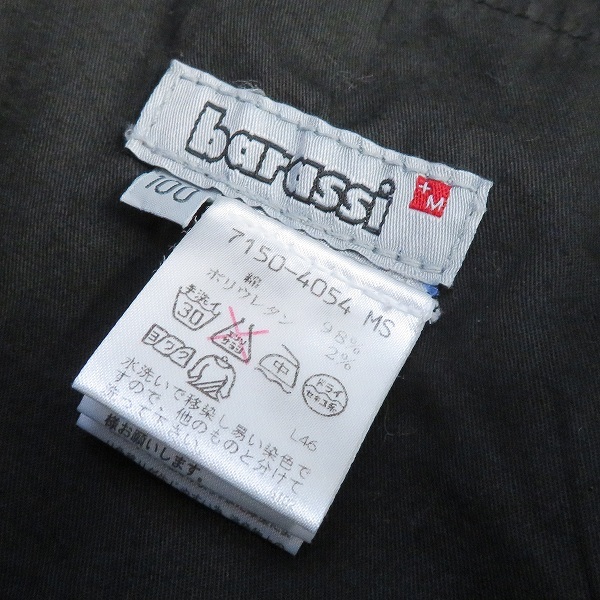 barassi
+M
100
7150-4054 MS
綿 98%
ポリウレタン 2%
手洗イ
30
エンソ
サラシ
中
ドライ
セキユ系
ヨワク
L46
水洗いで移染し易い染色で
すので、他のものと分けて
洗って下さい
様お願いします。